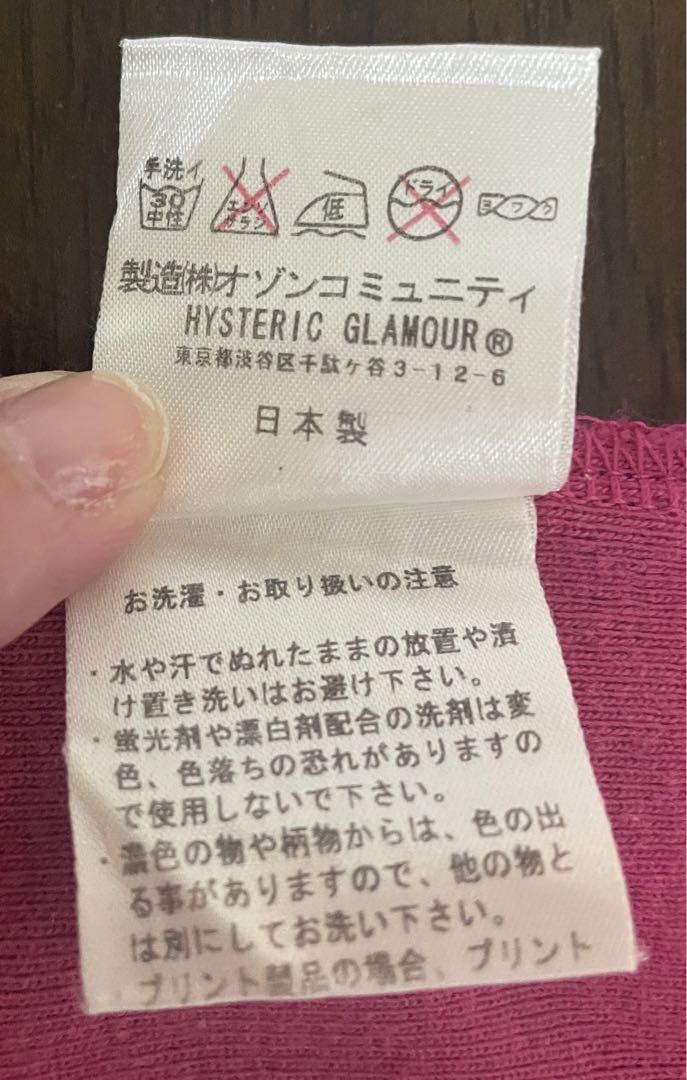 手洗イ
30
中性
エンソ
サラシ
低
ドライ
ヨワク
製造(株)オゾンコミュニティ
HYSTERIC GLAMOUR®
東京都渋谷区千駄ヶ谷3-12-6
日本製
お洗濯・お取り扱いの注意
・水や汗でぬれたままの放置や漬
け置き洗いはお避け下さい。
・蛍光剤や漂白剤配合の洗剤は変
色、色落ちの恐れがありますの
で使用しないで下さい。
・濃色の物や柄物からは、色の出
る事がありますので、他の物と
は別にしてお洗い下さい。
プリント製品の場合、プリント